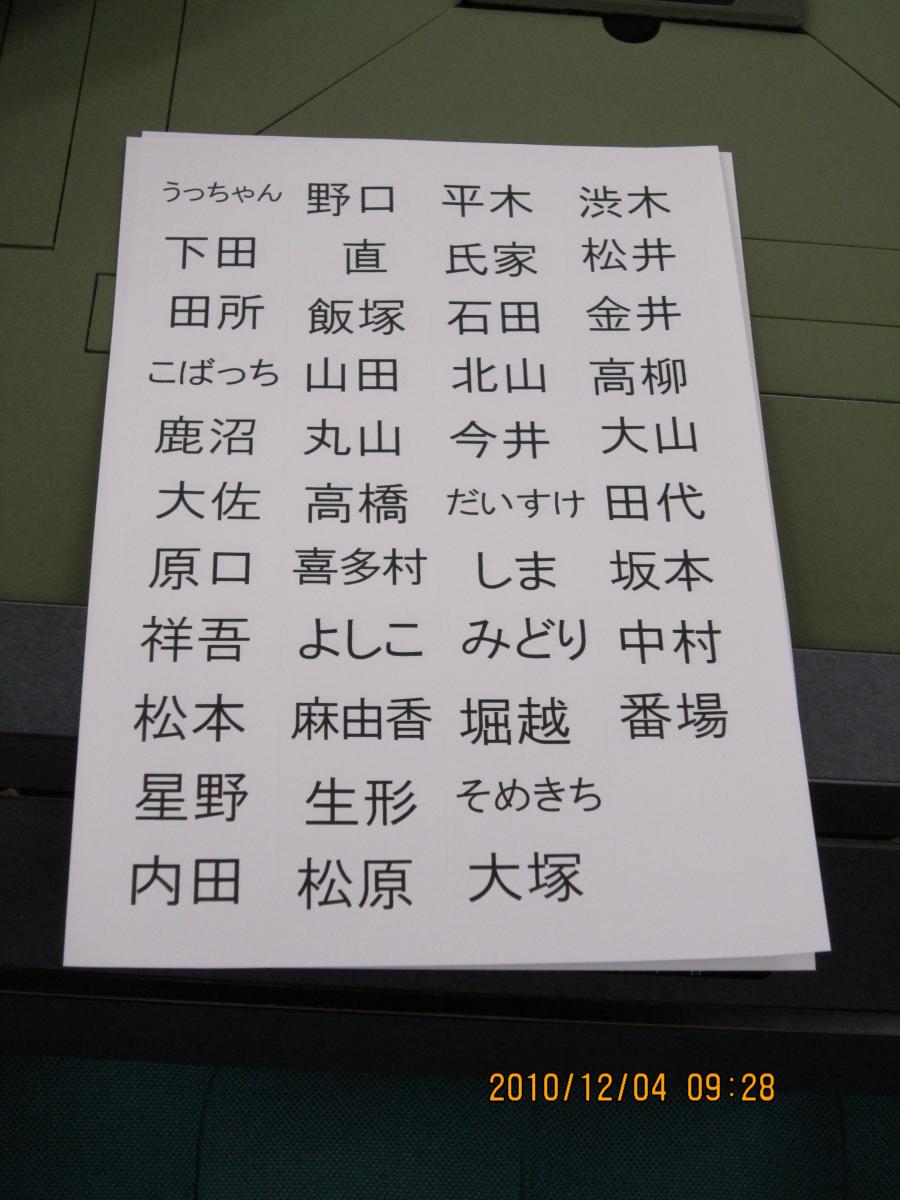 うっちゃん 野口 平木 渋木
下田 直 氏家 松井
田所 飯塚 石田 金井
こばっち 山田 北山 高柳
鹿沼 丸山 今井 大山
大佐 高橋 だいすけ 田代
原口 喜多村 しま 坂本
祥吾 よしこ みどり 中村
松本 麻由香 堀越 番場
星野 生形 そめきち
内田 松原 大塚
2010/12/04 09:28